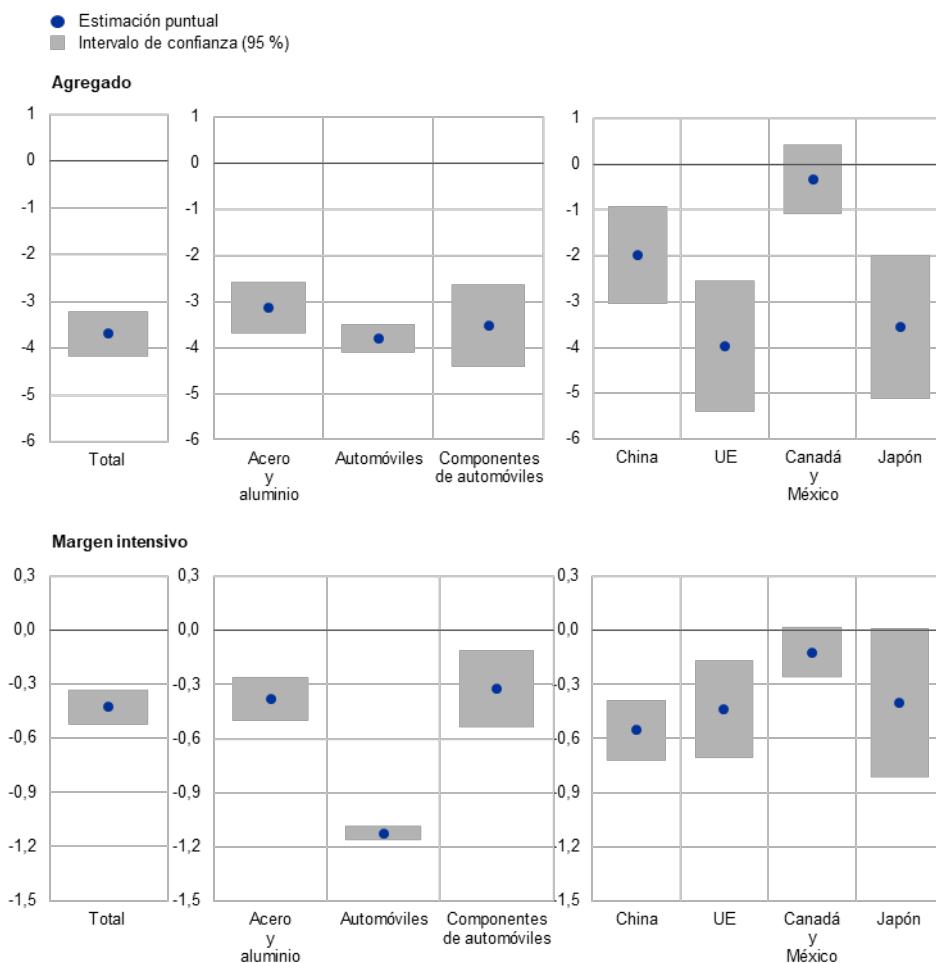 Estimación puntual
Intervalo de confianza (95 %)
Agregado
1
0
-1
-2
-3
-4
-5
-6
Total
1
0
-1
-2
-3
-4
-5
-6
Acero
y
aluminio
Automóviles
Componentes
de automóviles
1
0
-1
-2
-3
-4
-5
-6
China
UE
Canadá
y
México
Japón
Margen intensivo
0,3
0,0
-0,3
-0,6
-0,9
-1,2
-1,5
Total
0,3
0,0
-0,3
-0,6
-0,9
-1,2
-1,5
Acero
y
aluminio
Automóviles
Componentes
de automóviles
0,3
0,0
-0,3
-0,6
-0,9
-1,2
-1,5
China
UE
Canadá
y
México
Japón